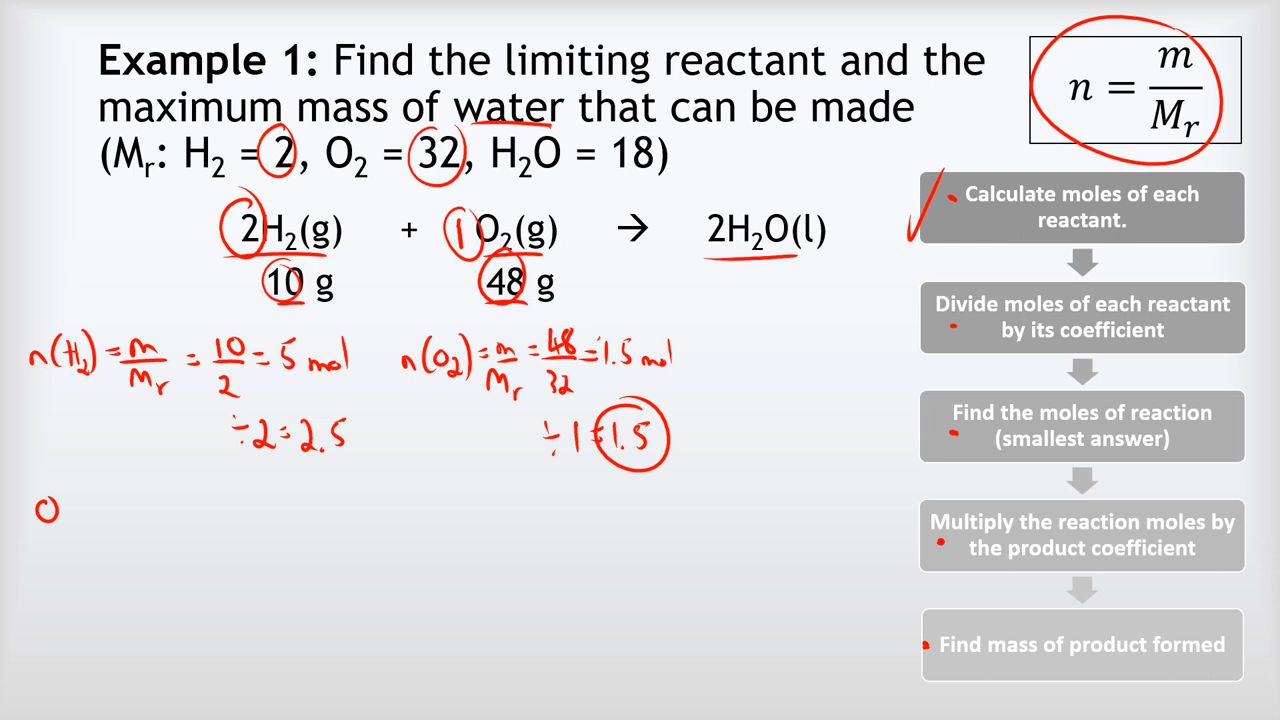 Example 1: Find the limiting reactant and the
maximum mass of water that can be made
(Mᵣ: H₂ = 2, O₂ = 32, H₂O = 18)
n = m/Mᵣ
2H₂(g) + 1 O₂(g) → 2H₂O(l)
10 g 48 g
n(H₂) = m/Mᵣ = 10/2 = 5 mol
÷2 = 2.5
n(O₂) = m/Mᵣ = 48/32 = 1.5 mol
÷1 = 1.5
O
Calculate moles of each
reactant.
Divide moles of each reactant
by its coefficient
Find the moles of reaction
(smallest answer)
Multiply the reaction moles by
the product coefficient
Find mass of product formed